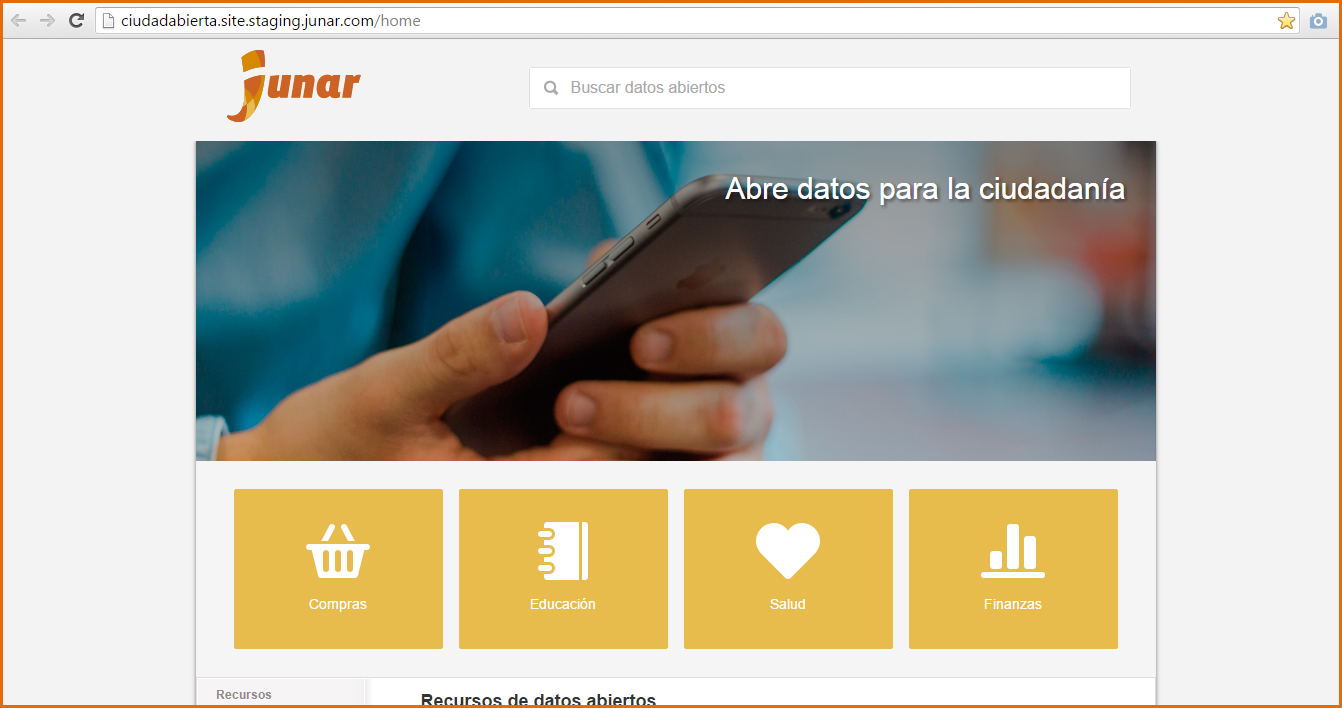 ciudadabierta.site.staging.junar.com/home
junar
Buscar datos abiertos
Abre datos para la ciudadanía
Compras
Educación
Salud
Finanzas
Recursos
Recursos de datos abiertos